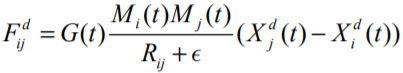 F_{ij}^{d} = G(t) \frac{M_i(t) M_j(t)}{R_{ij} + \epsilon} (X_j^d(t) - X_i^d(t))